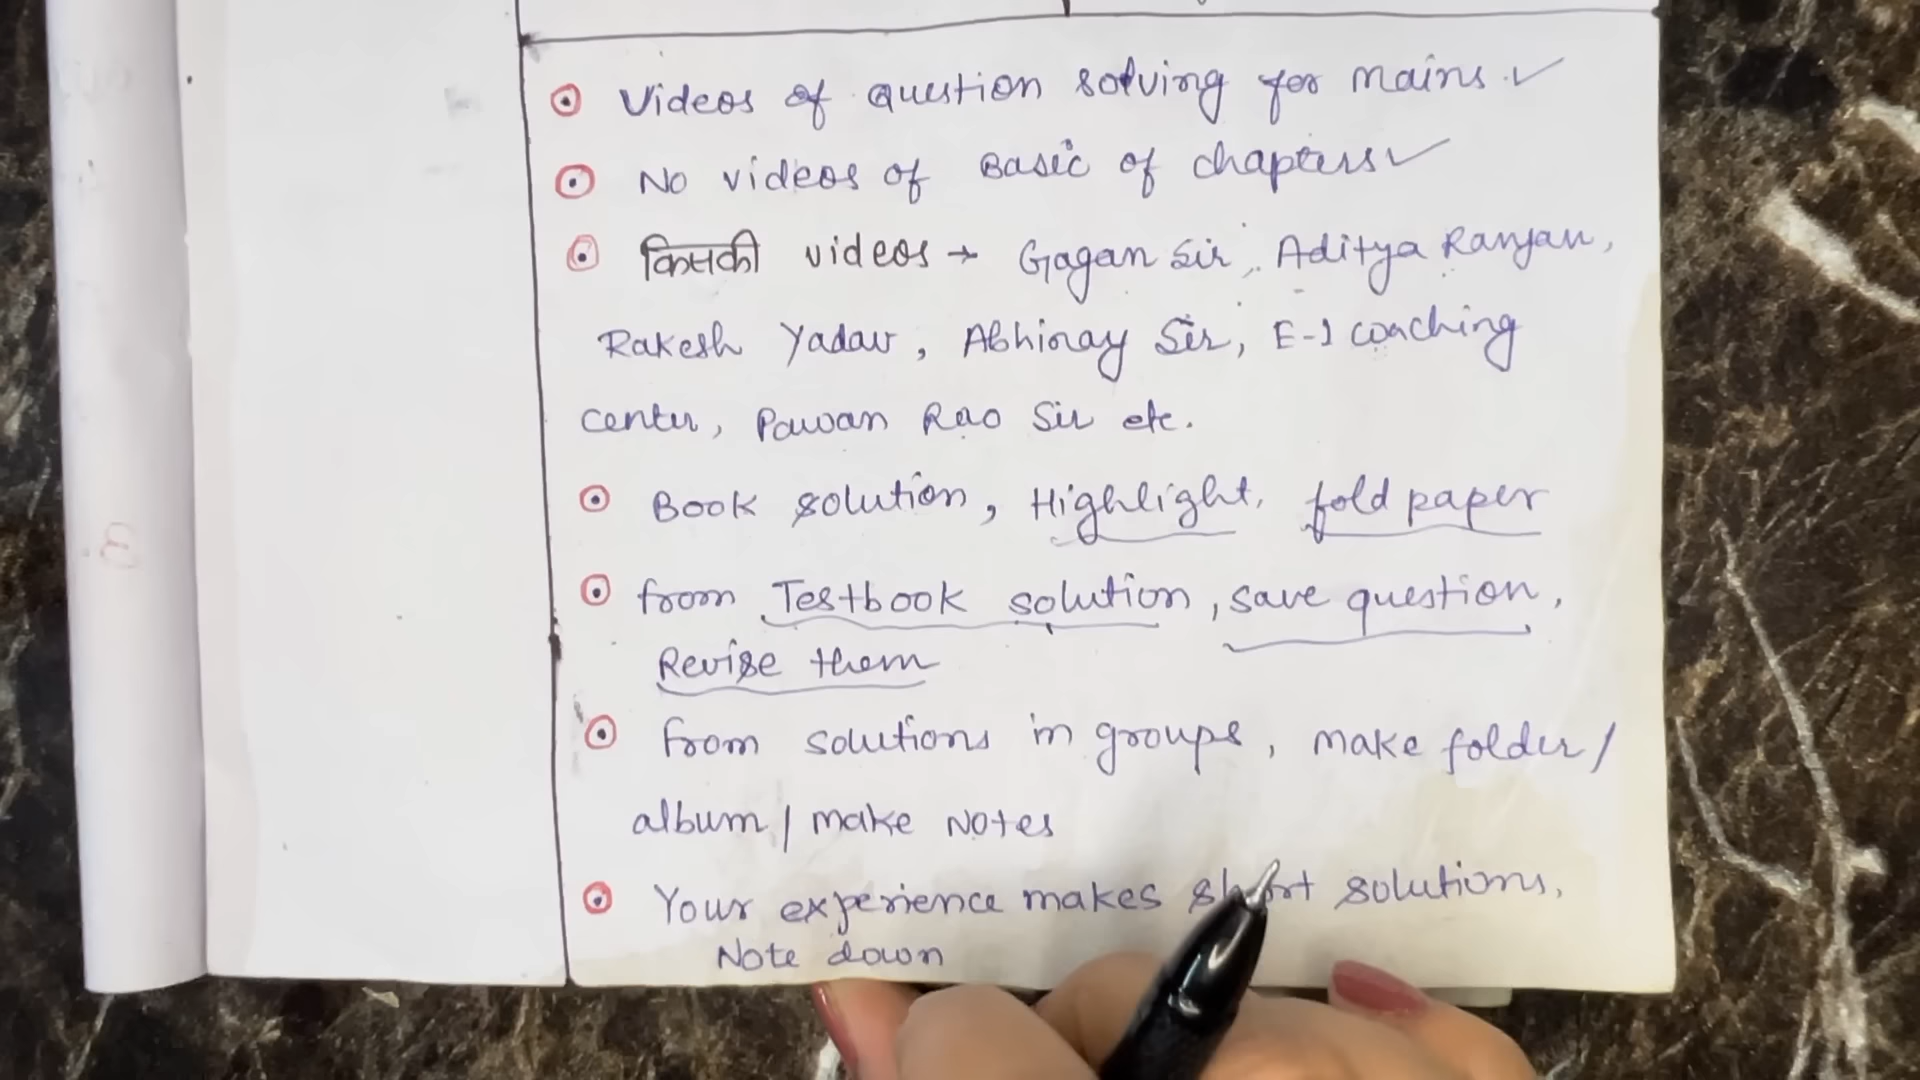 Videos of question solving for mains. ✓
No videos of Basic of chapters ✓
किसकी videos → Gagan Sir, Aditya Ranjan,
Rakesh Yadav, Abhinay Sir, E-1 coaching
center, Pawan Rao Sir etc.
Book solution, Highlight, fold paper
from Testbook solution, save question,
Revise them
from solutions in groups, make folder/
album/make Notes
Your experience makes short solutions,
Note down